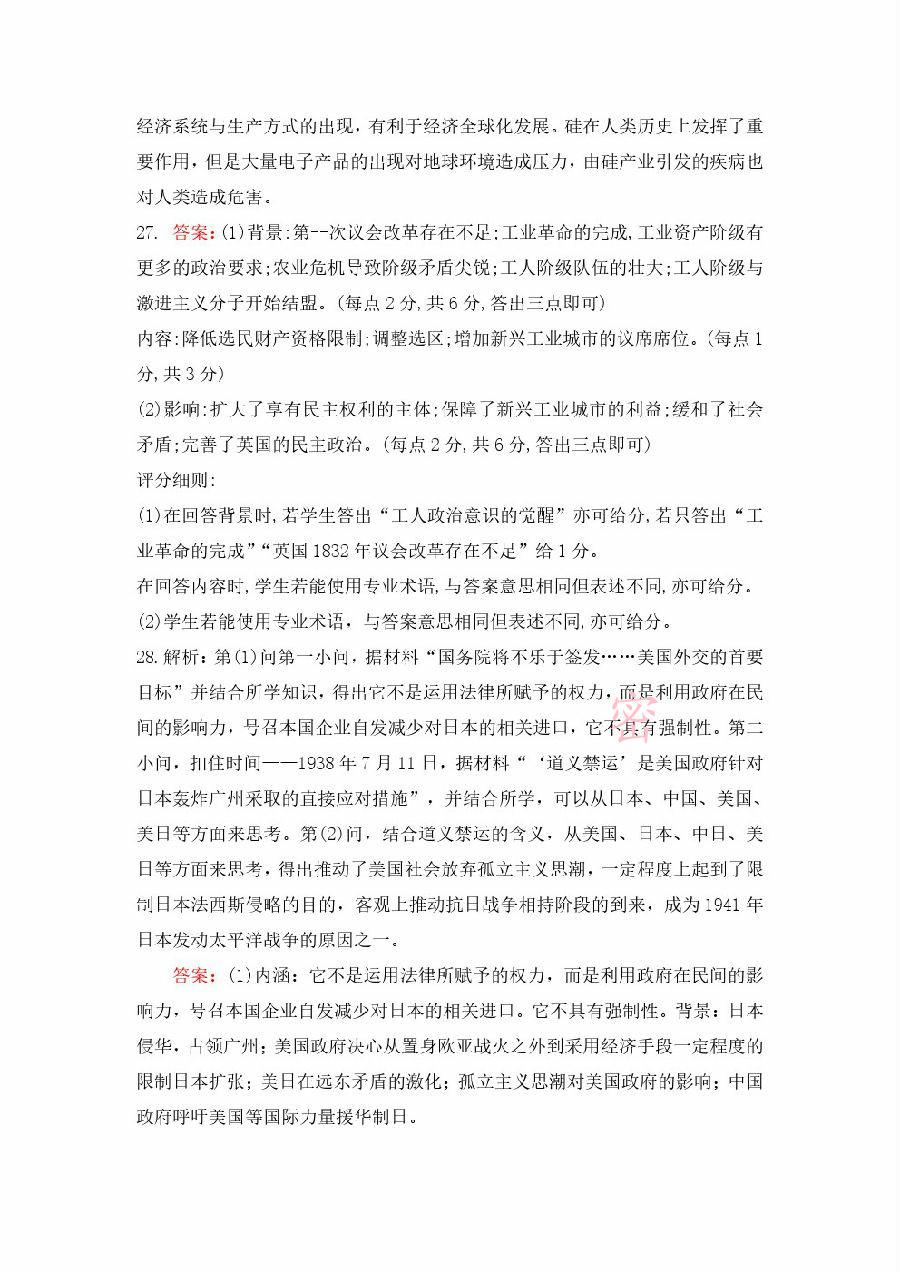 经济系统与生产方式的出现，有利于经济全球化发展。硅在人类历史上发挥了重
要作用，但是大量电子产品的出现对地球环境造成压力，由硅产业引发的疾病也
对人类造成危害。
27. 答案：(1)背景:第--次议会改革存在不足;工业革命的完成,工业资产阶级有
更多的政治要求;农业危机导致阶级矛盾尖锐;工人阶级队伍的壮大;工人阶级与
激进主义分子开始结盟。(每点2分,共6分,答出三点即可)
内容:降低选民财产资格限制;调整选区;增加新兴工业城市的议席席位。(每点1
分,共3分)
(2)影响:扩大了享有民主权利的主体;保障了新兴工业城市的利益;缓和了社会
矛盾;完善了英国的民主政治。(每点2分,共6分,答出三点即可)
评分细则:
(1)在回答背景时,若学生答出“工人政治意识的觉醒”亦可给分,若只答出“工
业革命的完成”“英国1832年议会改革存在不足”给1分。
在回答内容时,学生若能使用专业术语,与答案意思相同但表述不同,亦可给分。
(2)学生若能使用专业术语，与答案意思相同但表述不同,亦可给分。
28.解析：第(1)问第一小问，据材料“国务院将不乐于签发……美国外交的首要
目标”并结合所学知识，得出它不是运用法律所赋予的权力，而是利用政府在民
间的影响力，号召本国企业自发减少对日本的相关进口，它不具有强制性。第二
小问，扣住时间——1938年7月11日，据材料“‘道义禁运’是美国政府针对
日本轰炸广州采取的直接应对措施”，并结合所学，可以从日本、中国、美国、
美日等方面来思考。第(2)问，结合道义禁运的含义，从美国、日本、中日、美
日等方面来思考，得出推动了美国社会放弃孤立主义思潮，一定程度上起到了限
制日本法西斯侵略的目的，客观上推动抗日战争相持阶段的到来，成为1941年
日本发动太平洋战争的原因之一。
答案：(1)内涵：它不是运用法律所赋予的权力，而是利用政府在民间的影
响力，号召本国企业自发减少对日本的相关进口。它不具有强制性。背景：日本
侵华，占领广州；美国政府决心从置身欧亚战火之外到采用经济手段一定程度的
限制日本扩张；美日在远东矛盾的激化；孤立主义思潮对美国政府的影响；中国
政府呼吁美国等国际力量援华制日。
密